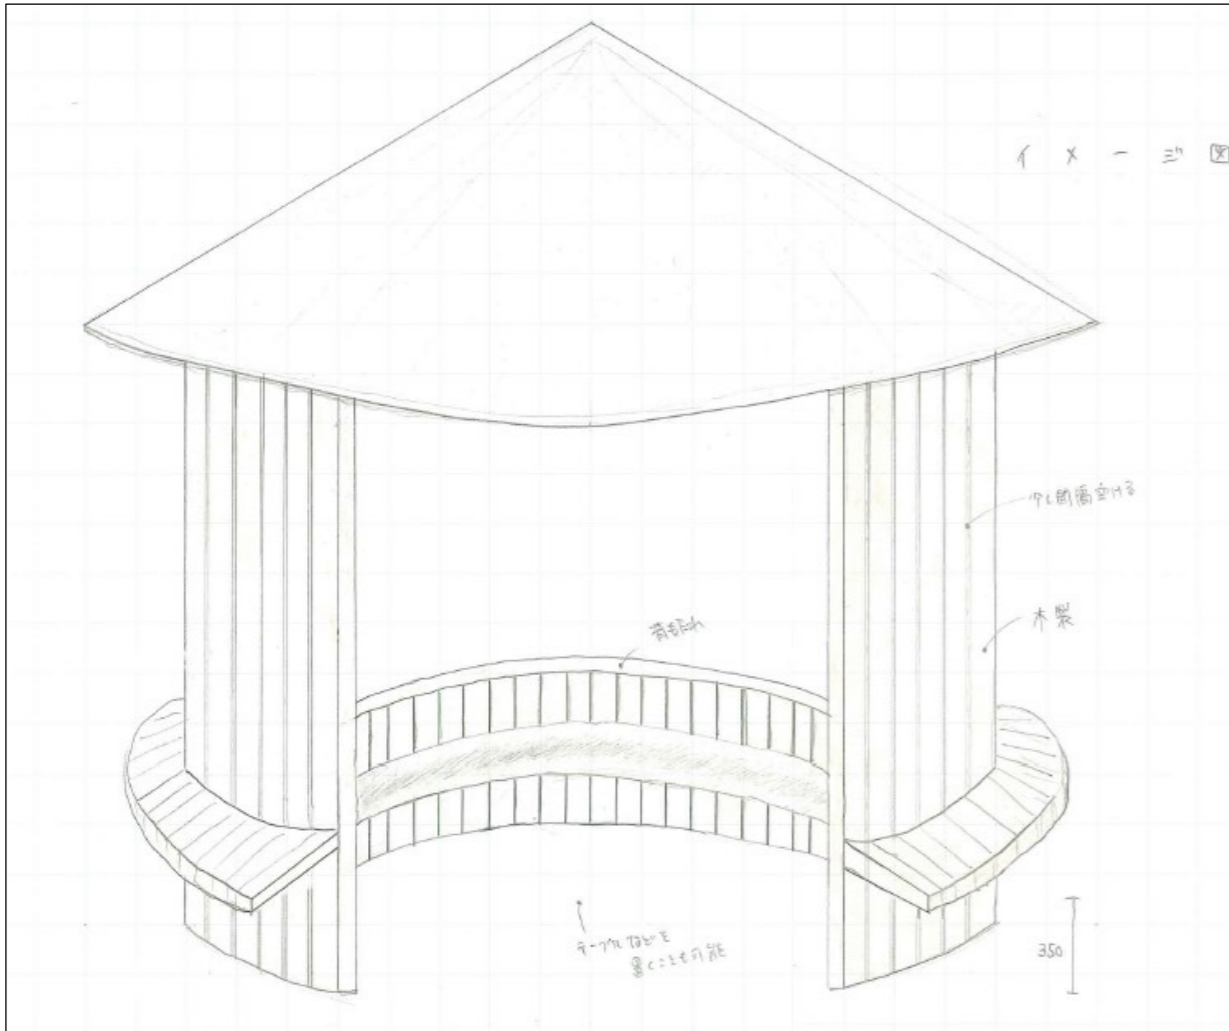 イメージ図
少し間隔空ける
木製
背もたれ
テーブルなどを
置くことも可能
350